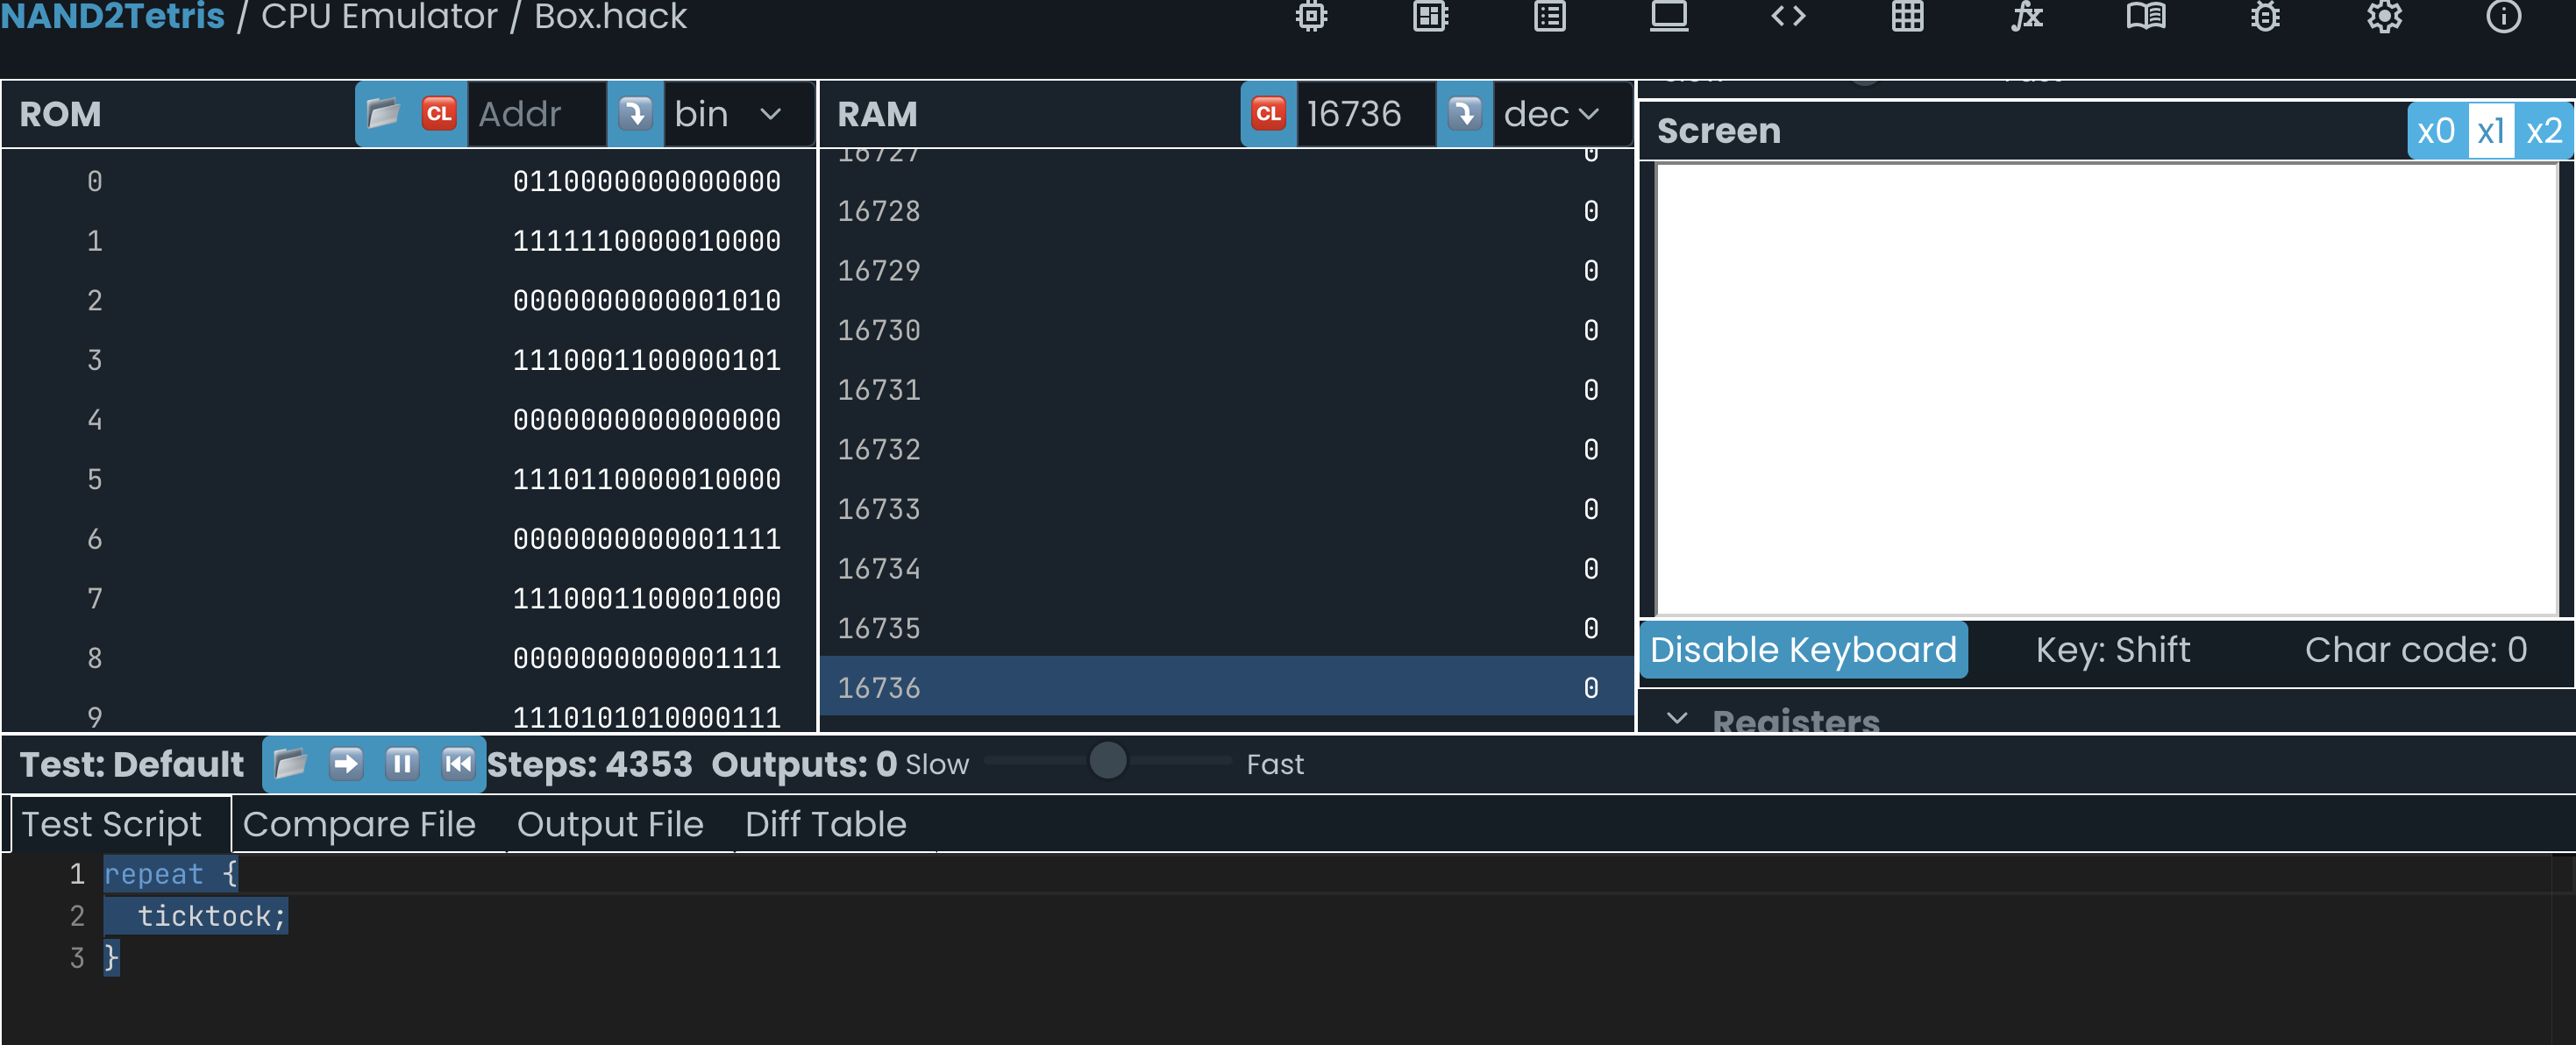 NAND2Tetris / CPU Emulator / Box.hack
ROM CL Addr bin
0 0110000000000000
1 1111110000010000
2 0000000000001010
3 1110001100000101
4 0000000000000000
5 1110110000010000
6 0000000000001111
7 1110001100001000
8 0000000000001111
9 1110101010000111
RAM CL 16736 dec
16727 0
16728 0
16729 0
16730 0
16731 0
16732 0
16733 0
16734 0
16735 0
16736 0
Screen x0 x1 x2
Disable Keyboard Key: Shift Char code: 0
Registers
Test: Default Steps: 4353 Outputs: 0 Slow Fast
Test Script Compare File Output File Diff Table
1 repeat {
2 ticktock;
3 }